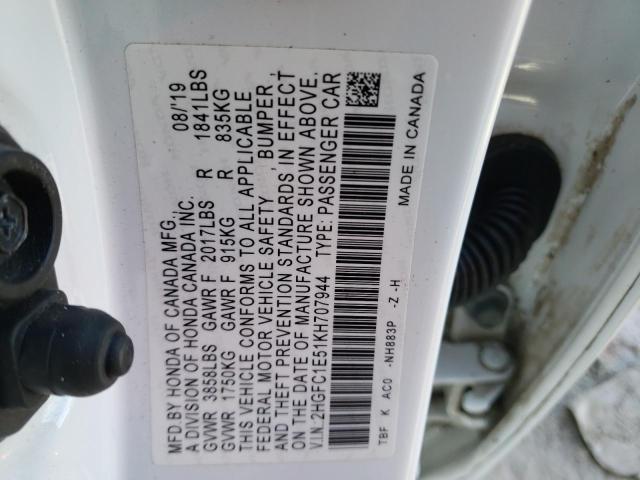 MFD.BY HONDA OF CANADA MFG., 08/'19
A DIVISION OF HONDA CANADA INC.
GVWR 3858LBS GAWR F 2017LBS R 1841LBS
GVWR 1750KG GAWR F 915KG R 835KG
THIS VEHICLE CONFORMS TO ALL APPLICABLE
FEDERAL MOTOR VEHICLE SAFETY, BUMPER,
AND THEFT PREVENTION STANDARDS, IN EFFECT
ON THE DATE OF MANUFACTURE SHOWN ABOVE.
V.I.N.:2HGFC1E51KH707944 TYPE: PASSENGER CAR
TBF K AC0 -NH883P -Z -H
MADE IN CANADA